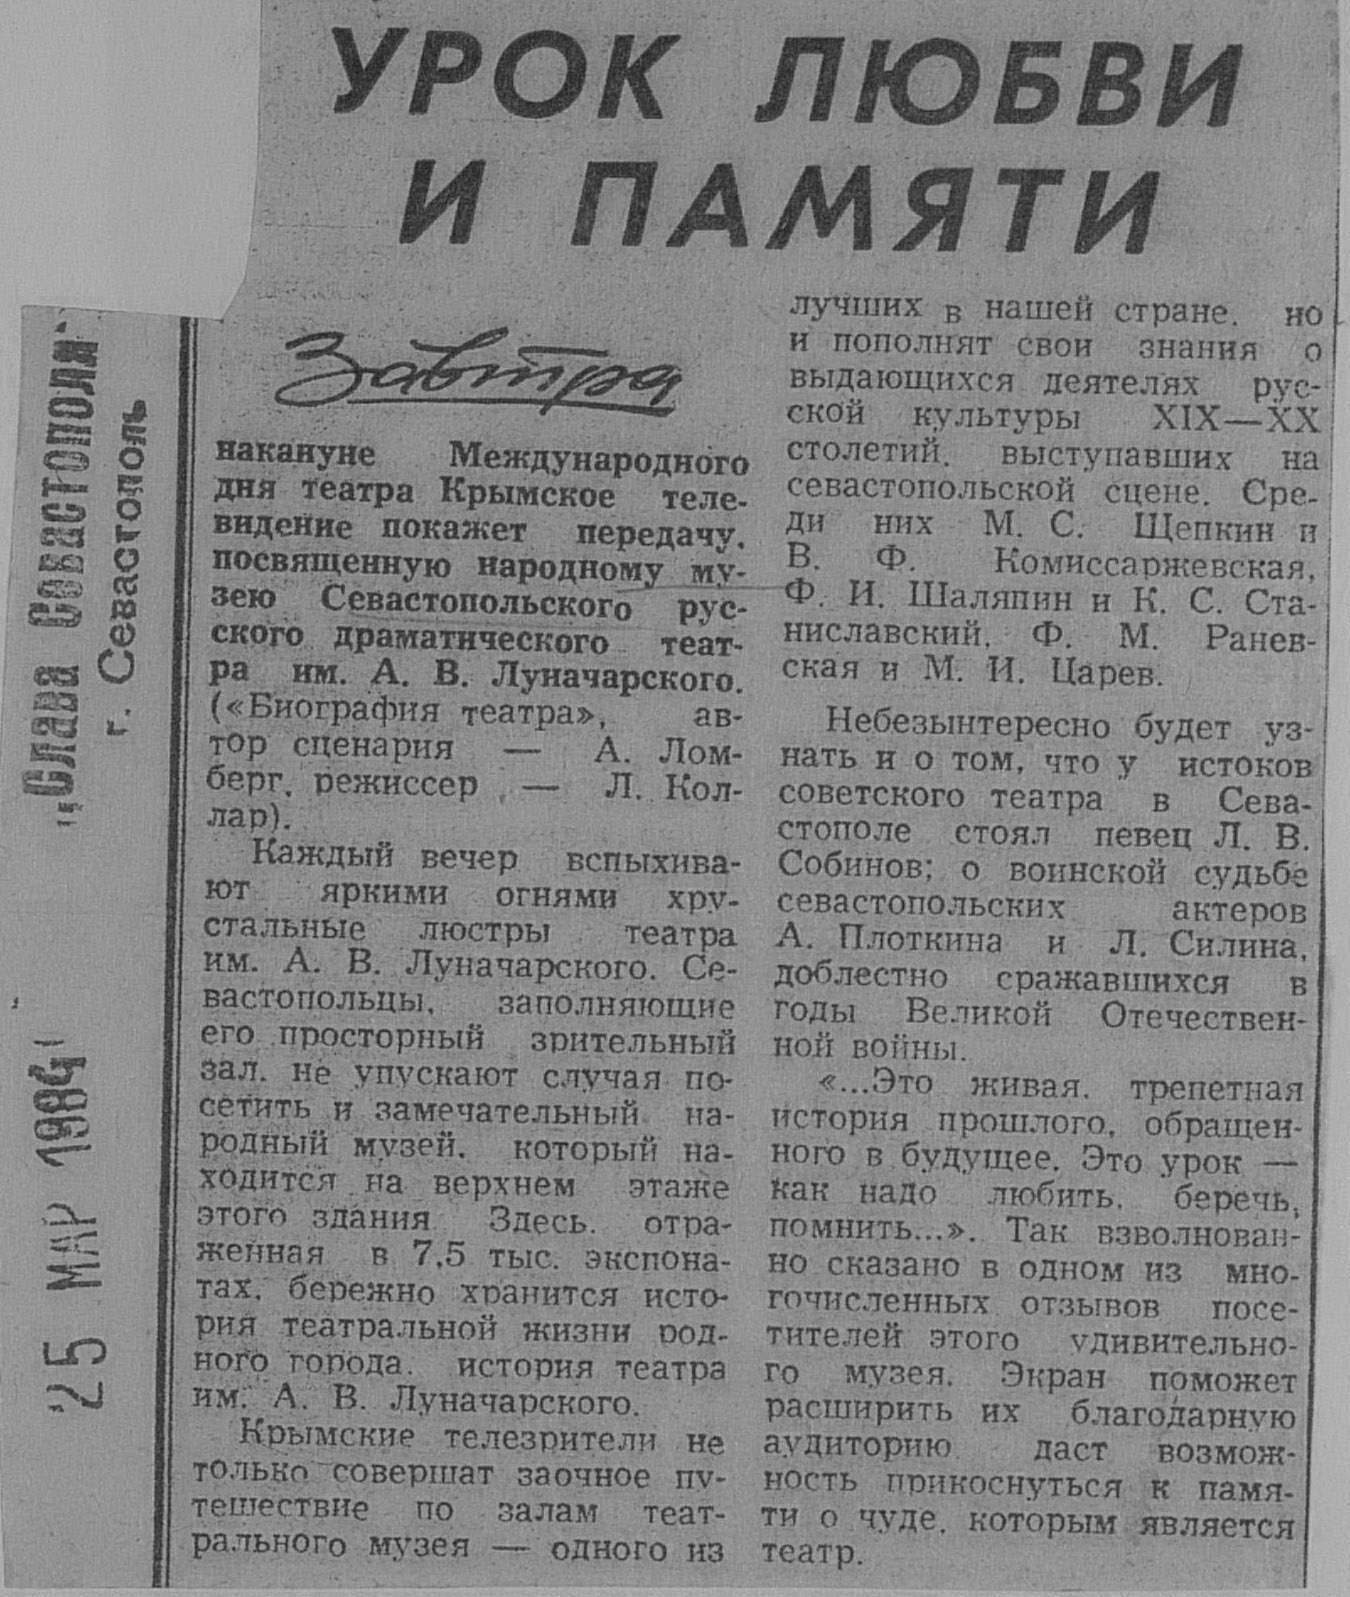 УРОК ЛЮБВИ
И ПАМЯТИ
„Слава Севастополя"
г. Севастополь
25 МАР 1984
Завтра
накануне Международного
дня театра Крымское теле-
видение покажет передачу,
посвященную народному му-
зею Севастопольского рус-
ского драматического теат-
ра им. А. В. Луначарского.
(«Биография театра», ав-
тор сценария — А. Лом-
берг, режиссер — Л. Кол-
лар).
Каждый вечер вспыхива-
ют яркими огнями хру-
стальные люстры театра
им. А. В. Луначарского. Се-
вастопольцы, заполняющие
его просторный зрительный
зал, не упускают случая по-
сетить и замечательный на-
родный музей, который на-
ходится на верхнем этаже
этого здания. Здесь, отра-
женная в 7,5 тыс. экспона-
тах, бережно хранится исто-
рия театральной жизни род-
ного города, история театра
им. А. В. Луначарского.
Крымские телезрители не
только совершат заочное пу-
тешествие по залам теат-
рального музея — одного из
лучших в нашей стране, но
и пополнят свои знания о
выдающихся деятелях рус-
ской культуры XIX—XX
столетий, выступавших на
севастопольской сцене. Сре-
ди них М. С. Щепкин и
В. Ф. Комиссаржевская,
Ф. И. Шаляпин и К. С. Ста-
ниславский, Ф. М. Ранев-
ская и М. И. Царев.
Небезынтересно будет уз-
нать и о том, что у истоков
советского театра в Сева-
стополе стоял певец Л. В.
Собинов; о воинской судьбе
севастопольских актеров
А. Плоткина и Л. Силина,
доблестно сражавшихся в
годы Великой Отечествен-
ной войны.
«...Это живая, трепетная
история прошлого, обращен-
ного в будущее. Это урок —
как надо любить, беречь,
помнить...». Так взволнован-
но сказано в одном из мно-
гочисленных отзывов посе-
тителей этого удивительно-
го музея. Экран поможет
расширить их благодарную
аудиторию, даст возмож-
ность прикоснуться к памя-
ти о чуде, которым является
театр.